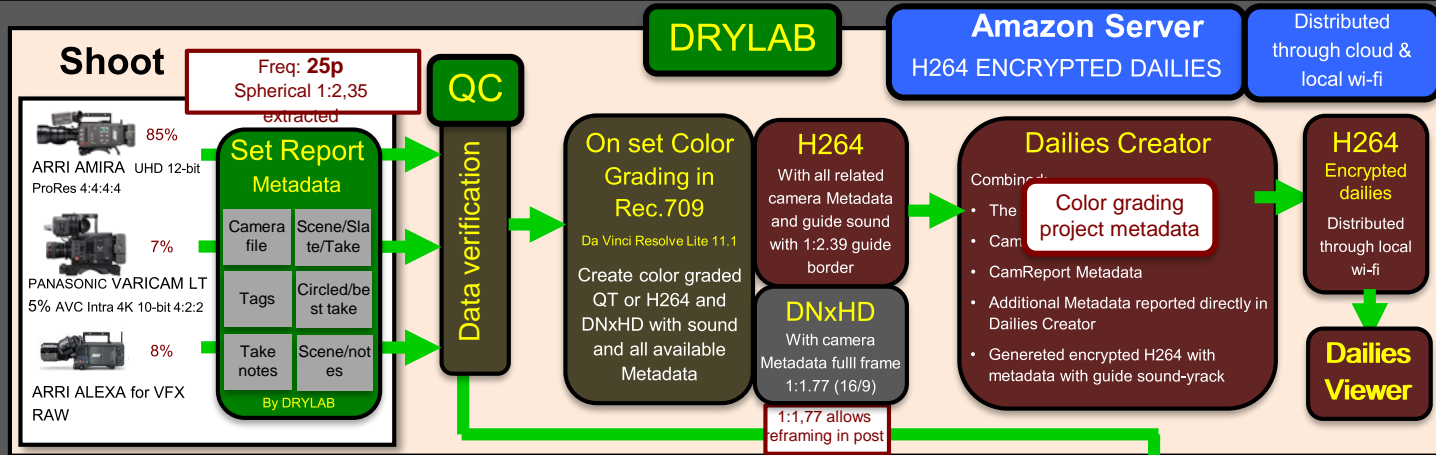 Shoot
Freq: 25p
Spherical 1:2,35
extracted
QC
DRYLAB
Amazon Server
H264 ENCRYPTED DAILIES
Distributed
through cloud &
local wi-fi
85%
ARRI AMIRA UHD 12-bit
ProRes 4:4:4:4
7%
PANASONIC VARICAM LT
5% AVC Intra 4K 10-bit 4:2:2
8%
ARRI ALEXA for VFX
RAW
Set Report
Metadata
Camera
file
Scene/Sla
te/Take
Tags
Circled/be
st take
Take
notes
Scene/not
es
By DRYLAB
Data verification
On set Color
Grading in
Rec.709
Da Vinci Resolve Lite 11.1
Create color graded
QT or H264 and
DNxHD with sound
and all available
Metadata
H264
With all related
camera Metadata
and guide sound
with 1:2.39 guide
border
DNxHD
With camera
Metadata fulll frame
1:1.77 (16/9)
1:1,77 allows
reframing in post
Dailies Creator
Combined:
• The
• Cam
Color grading
project metadata
• CamReport Metadata
• Additional Metadata reported directly in
Dailies Creator
• Genereted encrypted H264 with
metadata with guide sound-yrack
H264
Encrypted
dailies
Distributed
through local
wi-fi
Dailies
Viewer